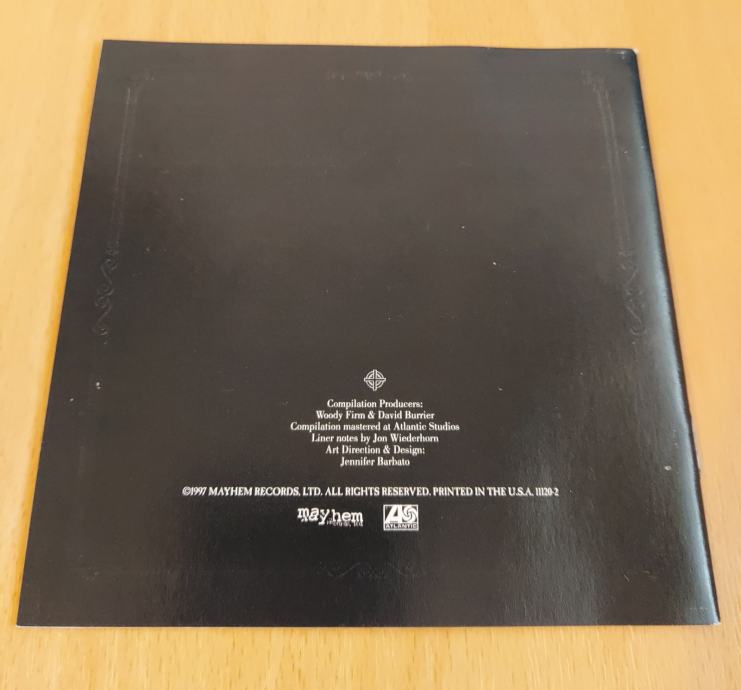 Compilation Producers:
Woody Firm & David Burrier
Compilation mastered at Atlantic Studios
Liner notes by Jon Wiederhorn
Art Direction & Design:
Jennifer Barbato
©1997 MAYHEM RECORDS, LTD. ALL RIGHTS RESERVED. PRINTED IN THE U.S.A. 11120-2
mayhem
ATLANTIC